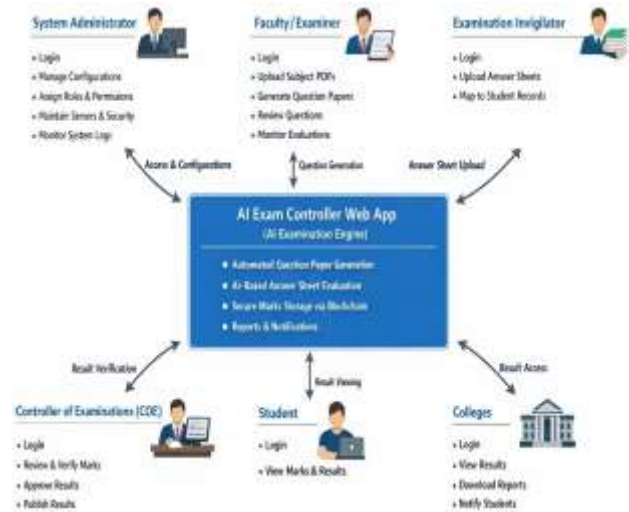 System Administrator
• Login
• Manage Configurations
• Assign Roles & Permissions
• Maintain Servers & Security
• Monitor System Logs
Faculty/Examiner
• Login
• Upload Subject PDFs
• Generate Question Papers
• Review Questions
• Monitor Evaluations
Examination Invigilator
• Login
• Upload Answer Sheets
• Map to Student Records
Access & Configurations
Question Generation
Answer Sheet Upload
AI Exam Controller Web App
(AI Examination Engine)
• Automated Question Paper Generation
• AI-Based Answer Sheet Evaluation
• Secure Marks Storage via Blockchain
• Reports & Notifications
Result Verification
Result Viewing
Result Access
Controller of Examinations (COE)
• Login
• Review & Verify Marks
• Approve Results
• Publish Results
Student
• Login
• View Marks & Results
Colleges
• Login
• View Results
• Download Reports
• Notify Students